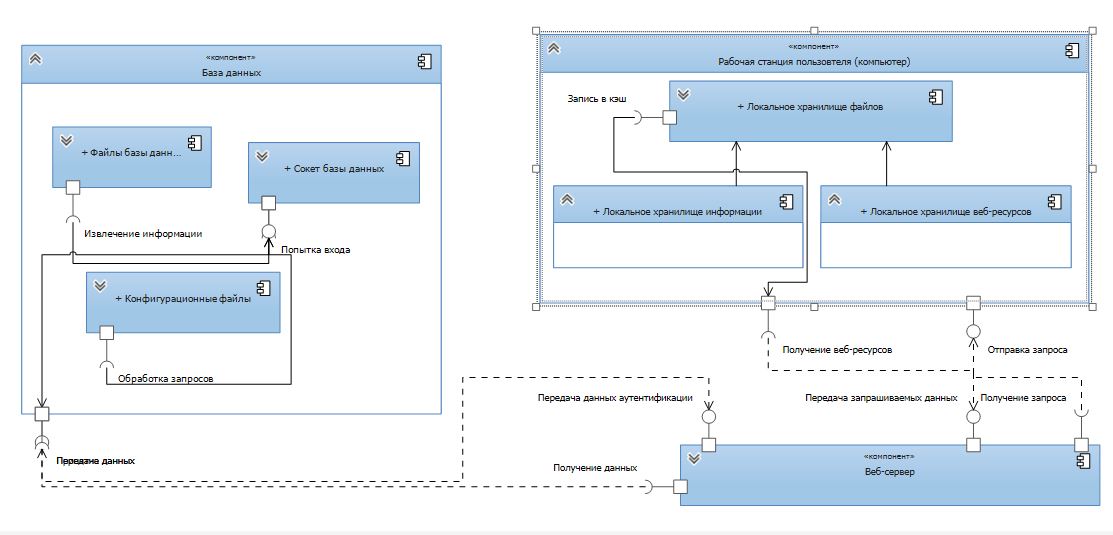 «компонент»
База данных
+ Файлы базы данн...
+ Сокет базы данных
Извлечение информации
Попытка входа
+ Конфигурационные файлы
Обработка запросов
данных
«компонент»
Рабочая станция пользовтеля (компьютер)
Запись в кэш
+ Локальное хранилище файлов
+ Локальное хранилище информации
+ Локальное хранилище веб-ресурсов
Получение веб-ресурсов
Отправка запроса
Передача данных аутентификации
Передача запрашиваемых данных
Получение запроса
Получение данных
«компонент»
Веб-сервер